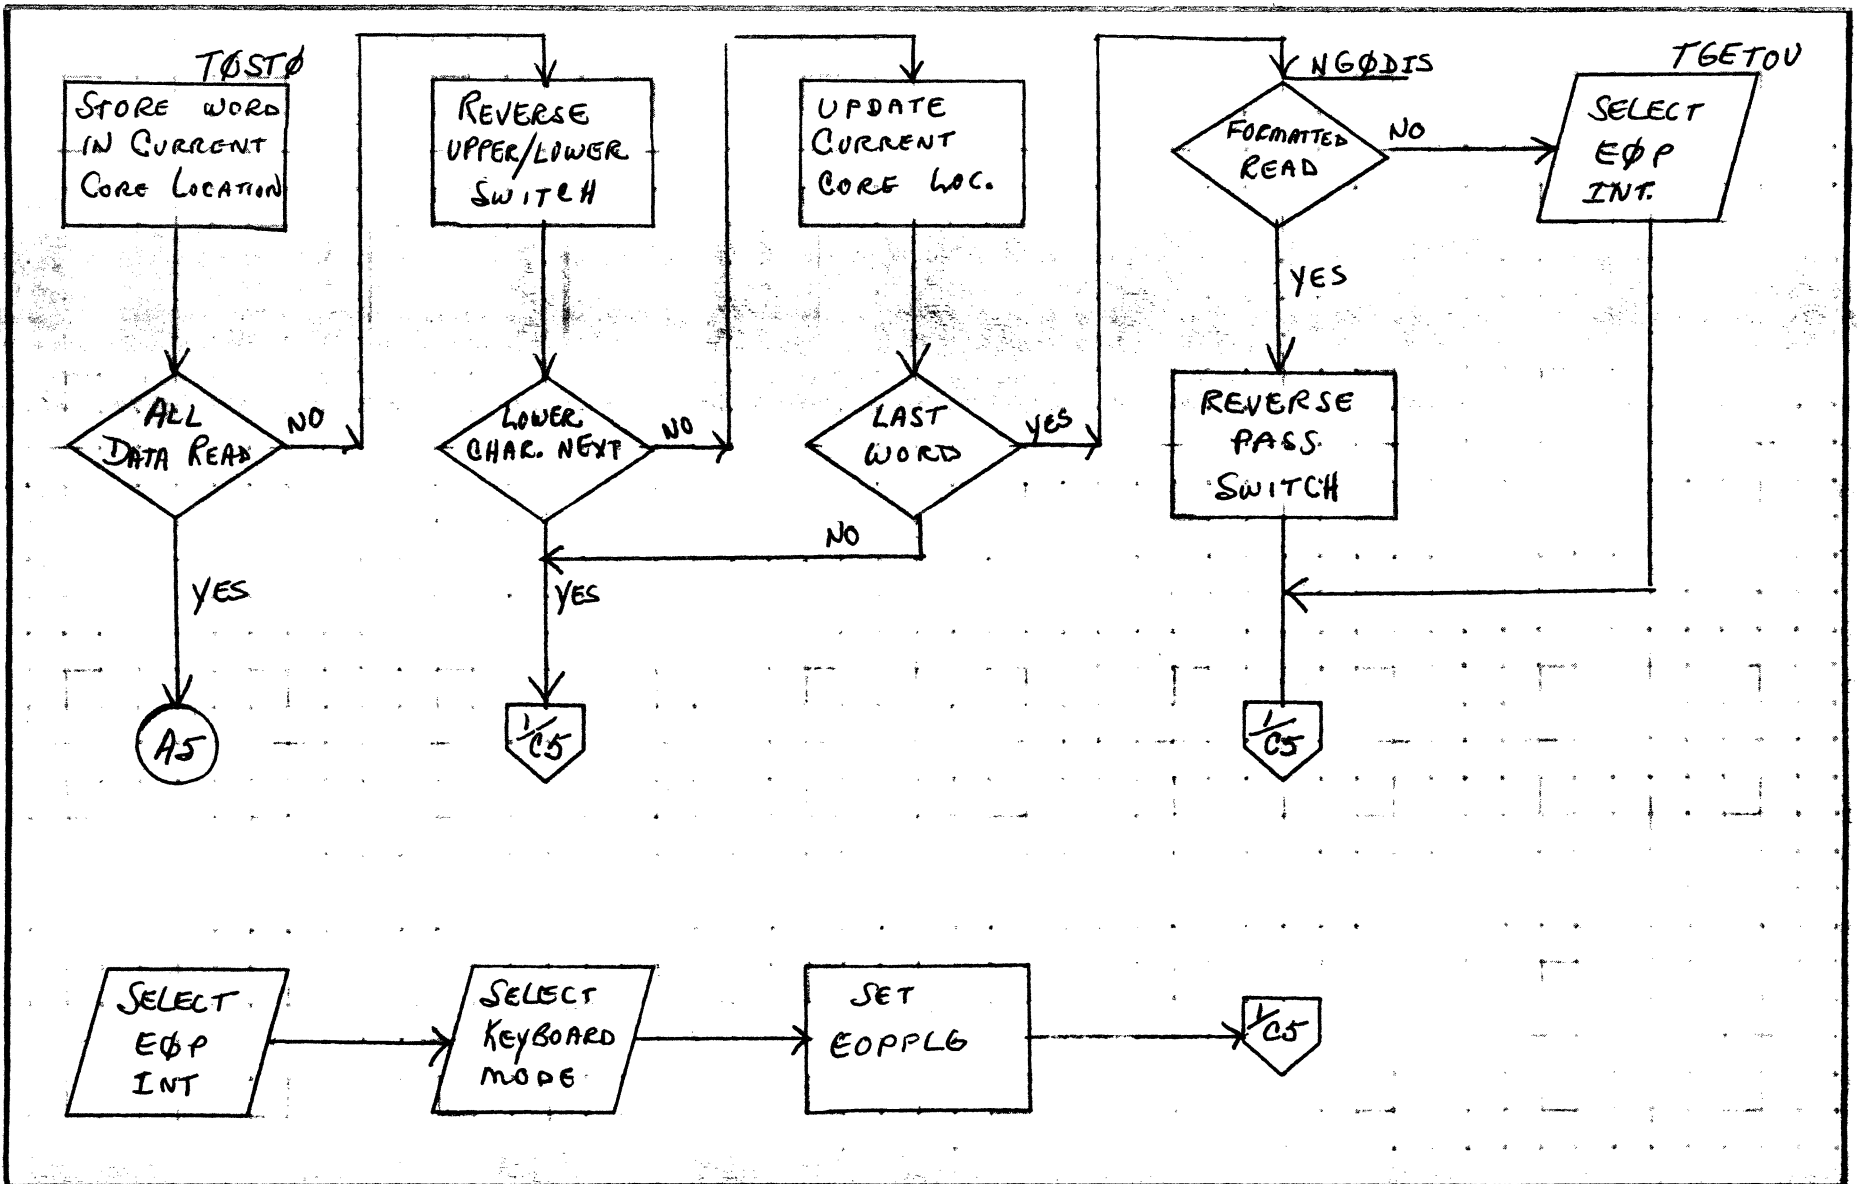 TØSTØ
STORE WORD
IN CURRENT
CORE LOCATION
ALL
DATA READ
NO
YES
A5
REVERSE
UPPER/LOWER
SWITCH
LOWER
CHAR. NEXT
NO
YES
1/C5
UPDATE
CURRENT
CORE LOC.
LAST
WORD
YES
NO
NGØDIS
FORMATTED
READ
NO
YES
REVERSE
PASS
SWITCH
1/C5
TGETOU
SELECT
EØP
INT.
SELECT
EØP
INT
SELECT
KEYBOARD
MODE
SET
EOPPLG
1/C5